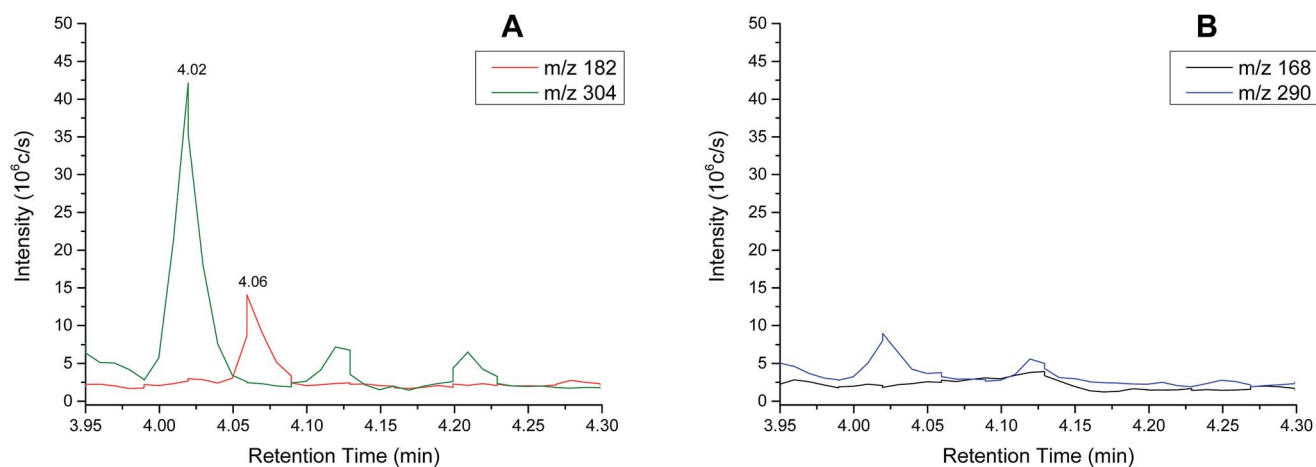 A
m/z 182
m/z 304
4.02
4.06
50
45
40
35
30
25
20
15
10
5
0
Intensity (10⁶c/s)
3.95 4.00 4.05 4.10 4.15 4.20 4.25 4.30
Retention Time (min)
B
m/z 168
m/z 290
50
45
40
35
30
25
20
15
10
5
0
Intensity (10⁶c/s)
3.95 4.00 4.05 4.10 4.15 4.20 4.25 4.30
Retention Time (min)